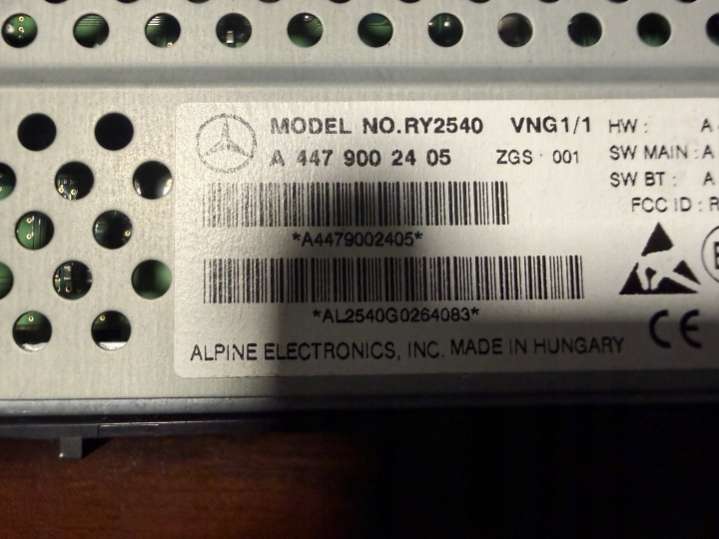 MODEL NO.RY2540 VNG1/1 HW : A
A 447 900 24 05 ZGS · 001 SW MAIN : A
SW BT : A
FCC ID : R
*A4479002405*
*AL2540G0264083*
CE
ALPINE ELECTRONICS, INC. MADE IN HUNGARY